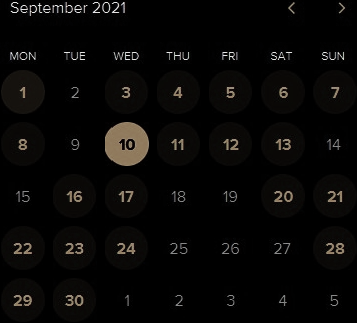 September 2021 < >
MON TUE WED THU FRI SAT SUN
1 2 3 4 5 6 7
8 9 10 11 12 13 14
15 16 17 18 19 20 21
22 23 24 25 26 27 28
29 30 1 2 3 4 5